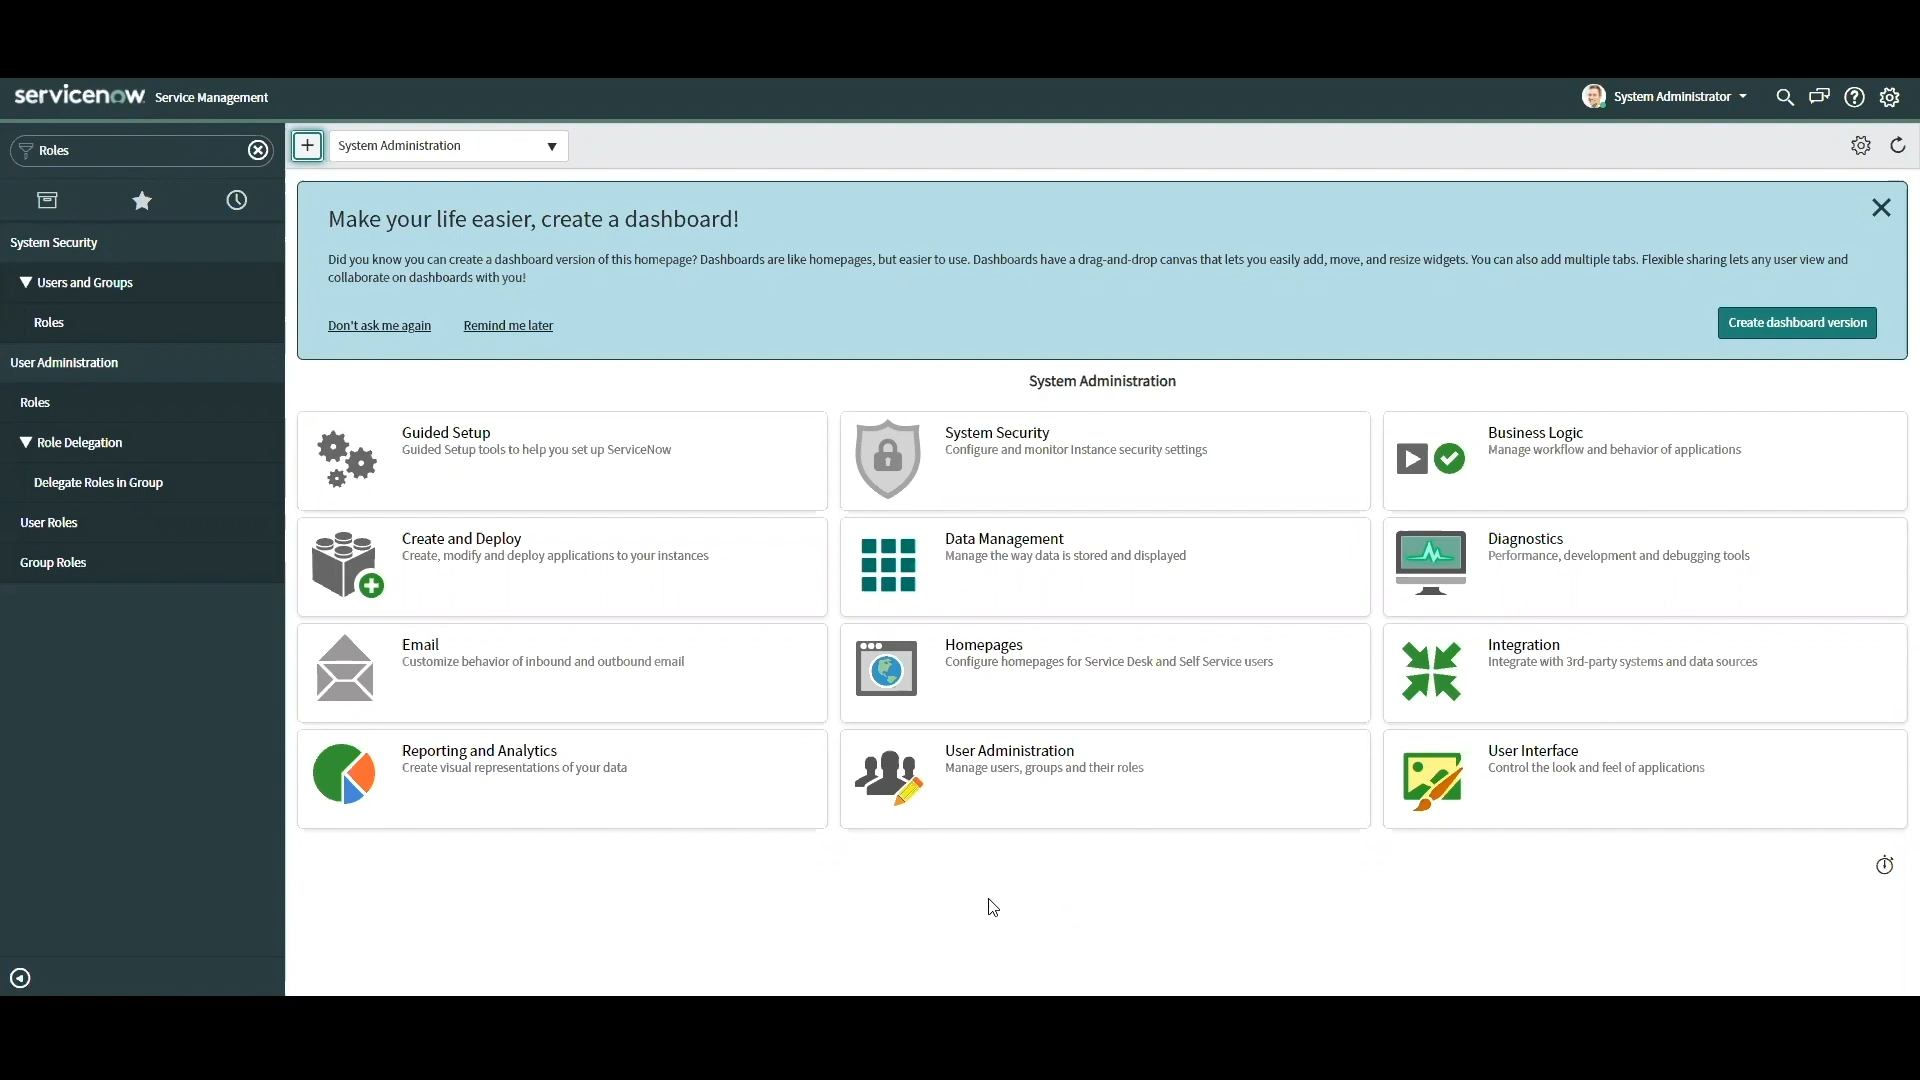 servicenow Service Management
System Administrator
Roles
System Administration
System Security
Users and Groups
Roles
User Administration
Roles
Role Delegation
Delegate Roles in Group
User Roles
Group Roles
Make your life easier, create a dashboard!
Did you know you can create a dashboard version of this homepage? Dashboards are like homepages, but easier to use. Dashboards have a drag-and-drop canvas that lets you easily add, move, and resize widgets. You can also add multiple tabs. Flexible sharing lets any user view and
collaborate on dashboards with you!
Don't ask me again Remind me later
Create dashboard version
System Administration
Guided Setup
Guided Setup tools to help you set up ServiceNow
System Security
Configure and monitor Instance security settings
Business Logic
Manage workflow and behavior of applications
Create and Deploy
Create, modify and deploy applications to your instances
Data Management
Manage the way data is stored and displayed
Diagnostics
Performance, development and debugging tools
Email
Customize behavior of inbound and outbound email
Homepages
Configure homepages for Service Desk and Self Service users
Integration
Integrate with 3rd-party systems and data sources
Reporting and Analytics
Create visual representations of your data
User Administration
Manage users, groups and their roles
User Interface
Control the look and feel of applications